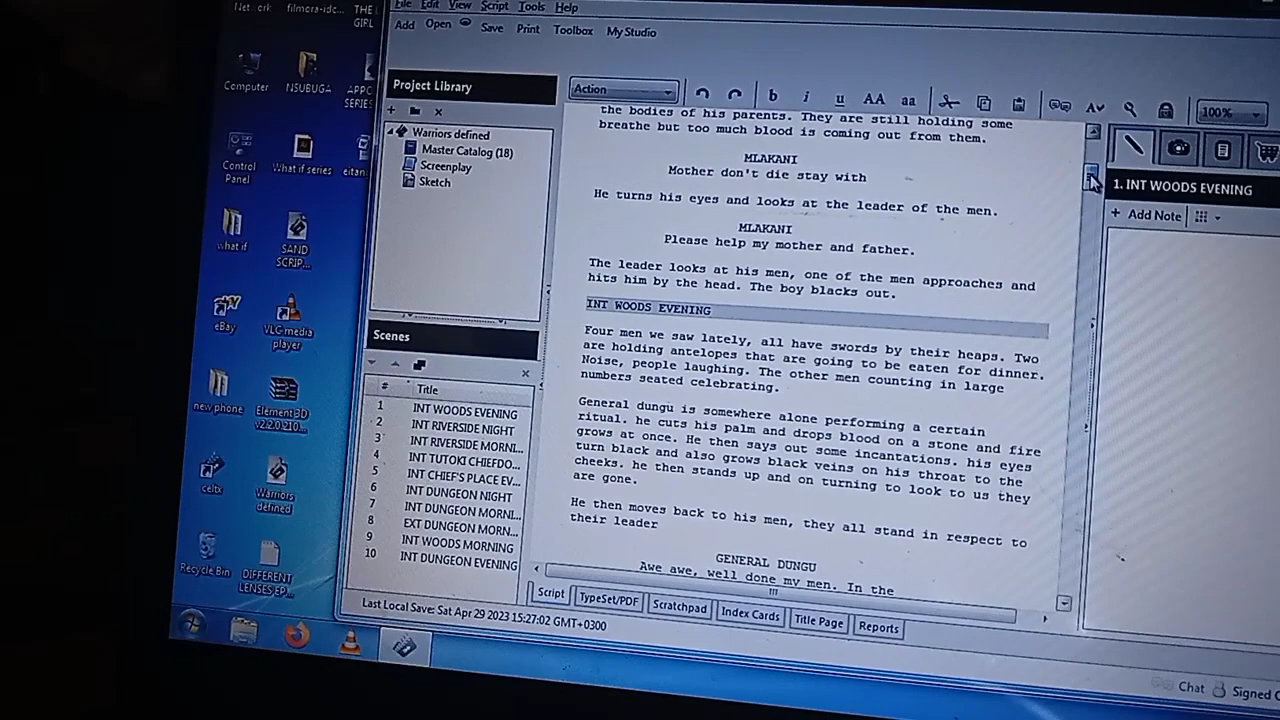 Network
filmora-ide...
THE
GIRL
Computer
NSUBUGA
APPO
SERIES
Control
Panel
What if series
what if
SAND
SCRIP...
eBay
VLC media
player
new phone
Element 3D
v2.2.0.210...
celtx
Warriors
defined
Recycle Bin
DIFFERENT
LENSES EP...
File Edit View Script Tools Help
Add Open Save Print Toolbox My Studio
Project Library
Warriors defined
Master Catalog (18)
Screenplay
Sketch
Scenes
# Title
1 INT WOODS EVENING
2 INT RIVERSIDE NIGHT
3 INT RIVERSIDE MORNI...
4 INT TUTOKI CHIEFDO...
5 INT CHIEF'S PLACE EV...
6 INT DUNGEON NIGHT
7 INT DUNGEON MORNI...
8 EXT DUNGEON MORN...
9 INT WOODS MORNING
10 INT DUNGEON EVENING
Action
b i u AA aa
100%
the bodies of his parents. They are still holding some
breathe but too much blood is coming out from them.
MLAKANI
Mother don't die stay with
He turns his eyes and looks at the leader of the men.
MLAKANI
Please help my mother and father.
The leader looks at his men, one of the men approaches and
hits him by the head. The boy blacks out.
INT WOODS EVENING
Four men we saw lately, all have swords by their heaps. Two
are holding antelopes that are going to be eaten for dinner.
Noise, people laughing. The other men counting in large
numbers seated celebrating.
General dungu is somewhere alone performing a certain
ritual. he cuts his palm and drops blood on a stone and fire
grows at once. He then says out some incantations. his eyes
turn black and also grows black veins on his throat to the
cheeks. he then stands up and on turning to look to us they
are gone.
He then moves back to his men, they all stand in respect to
their leader
GENERAL DUNGU
Awe awe, well done my men. In the
Script TypeSet/PDF Scratchpad Index Cards Title Page Reports
Last Local Save: Sat Apr 29 2023 15:27:02 GMT+0300
1. INT WOODS EVENING
+ Add Note
Chat Signed